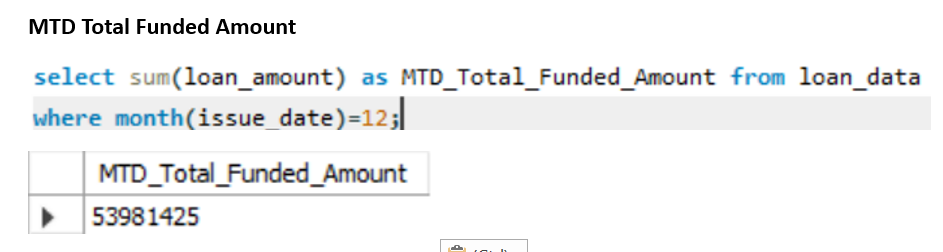 MTD Total Funded Amount
select sum(loan_amount) as MTD_Total_Funded_Amount from loan_data
where month(issue_date)=12;
MTD_Total_Funded_Amount
53981425